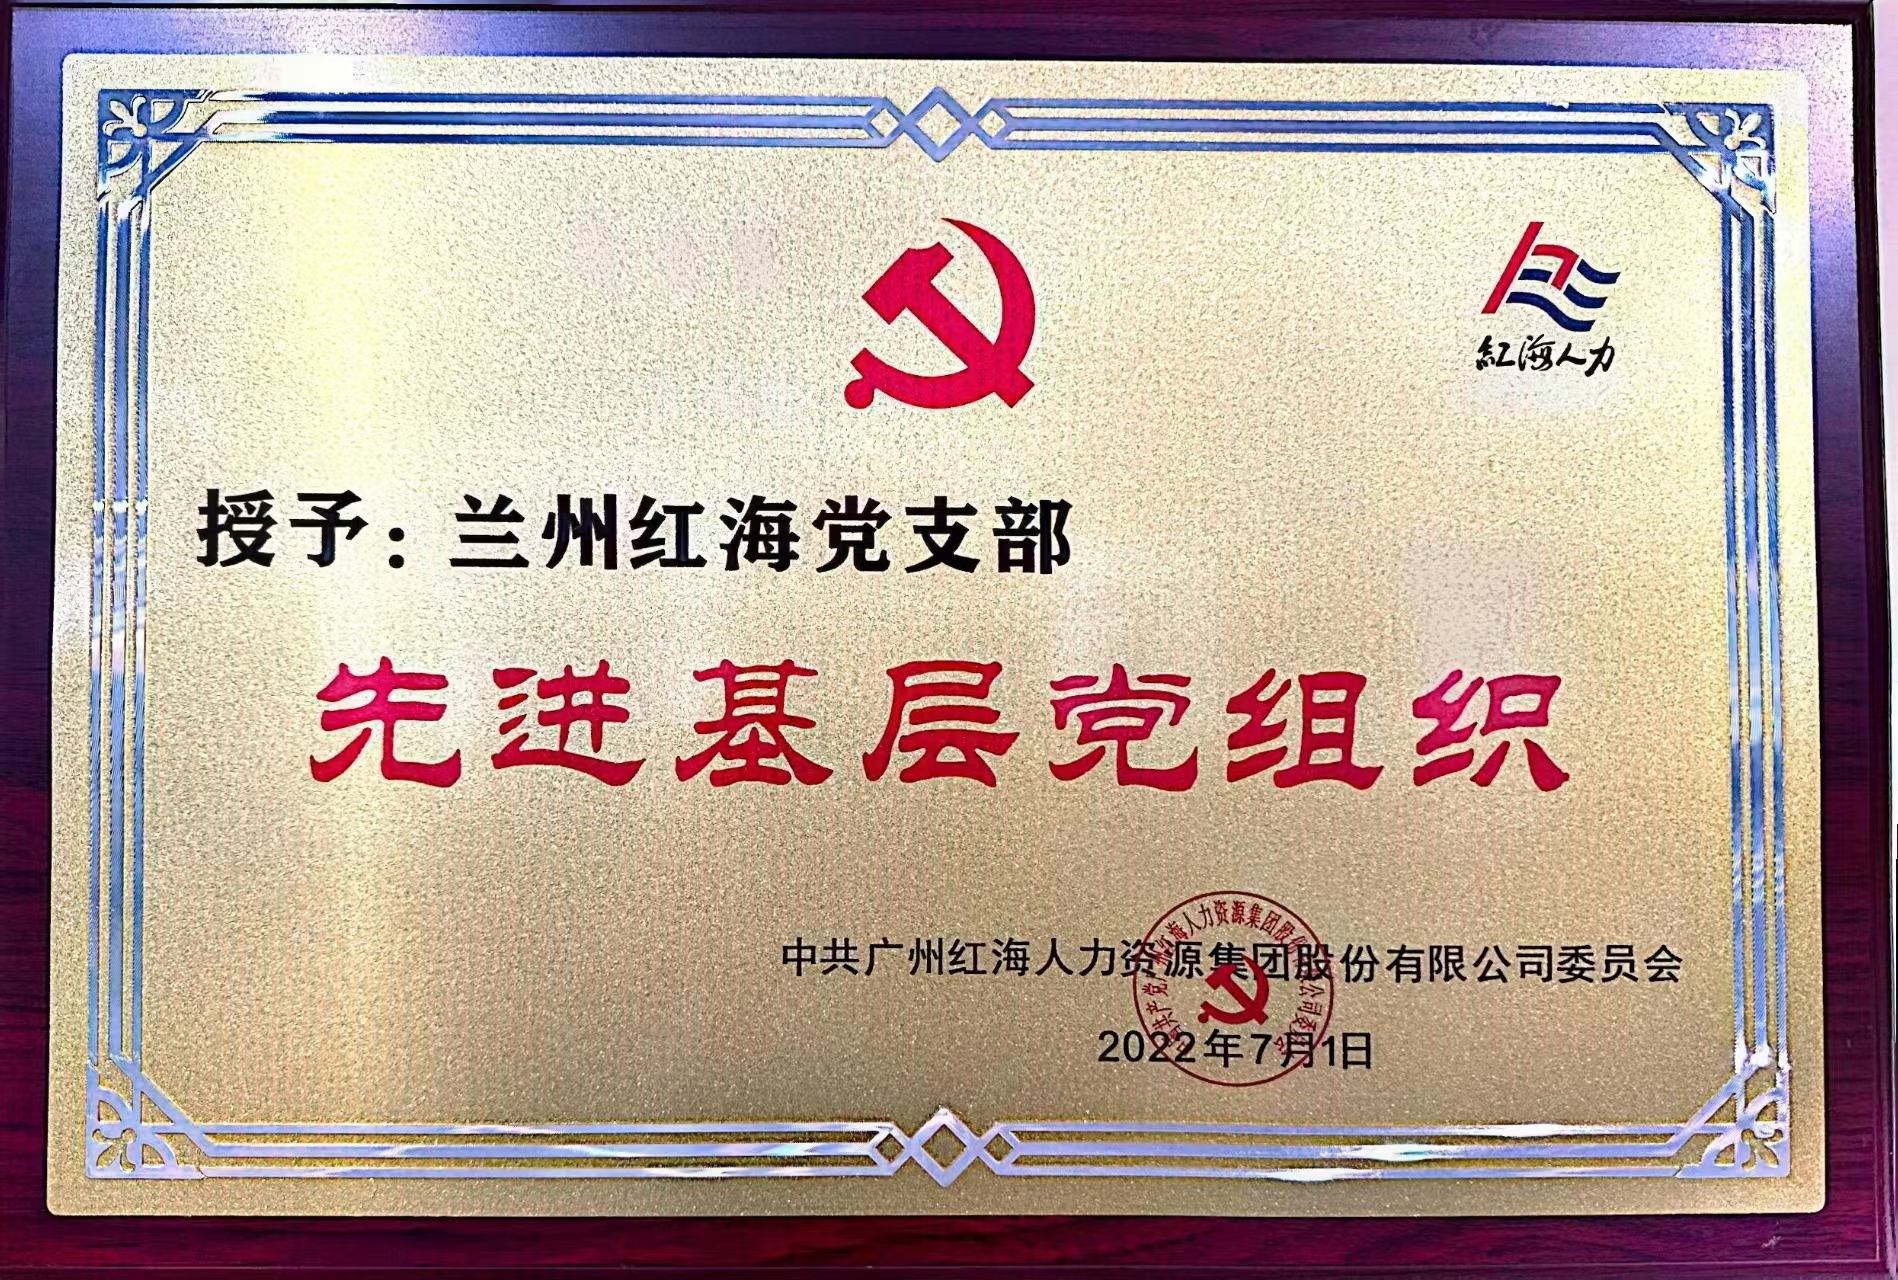 紅海人力
授予：兰州红海党支部
先进基层党组织
中共广州红海人力资源集团股份有限公司委员会
2022年7月1日